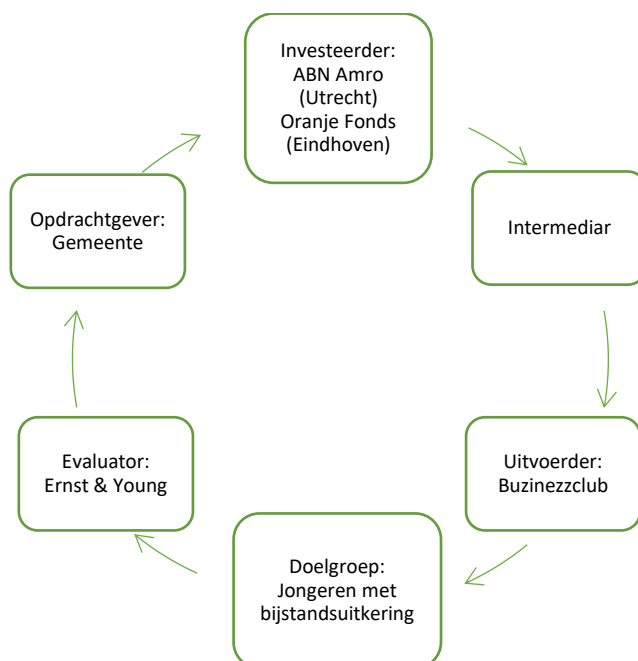 Investeerder:
ABN Amro
(Utrecht)
Oranje Fonds
(Eindhoven)
Intermediar
Uitvoerder:
Buzinezzclub
Doelgroep:
Jongeren met
bijstandsuitkering
Evaluator:
Ernst & Young
Opdrachtgever:
Gemeente